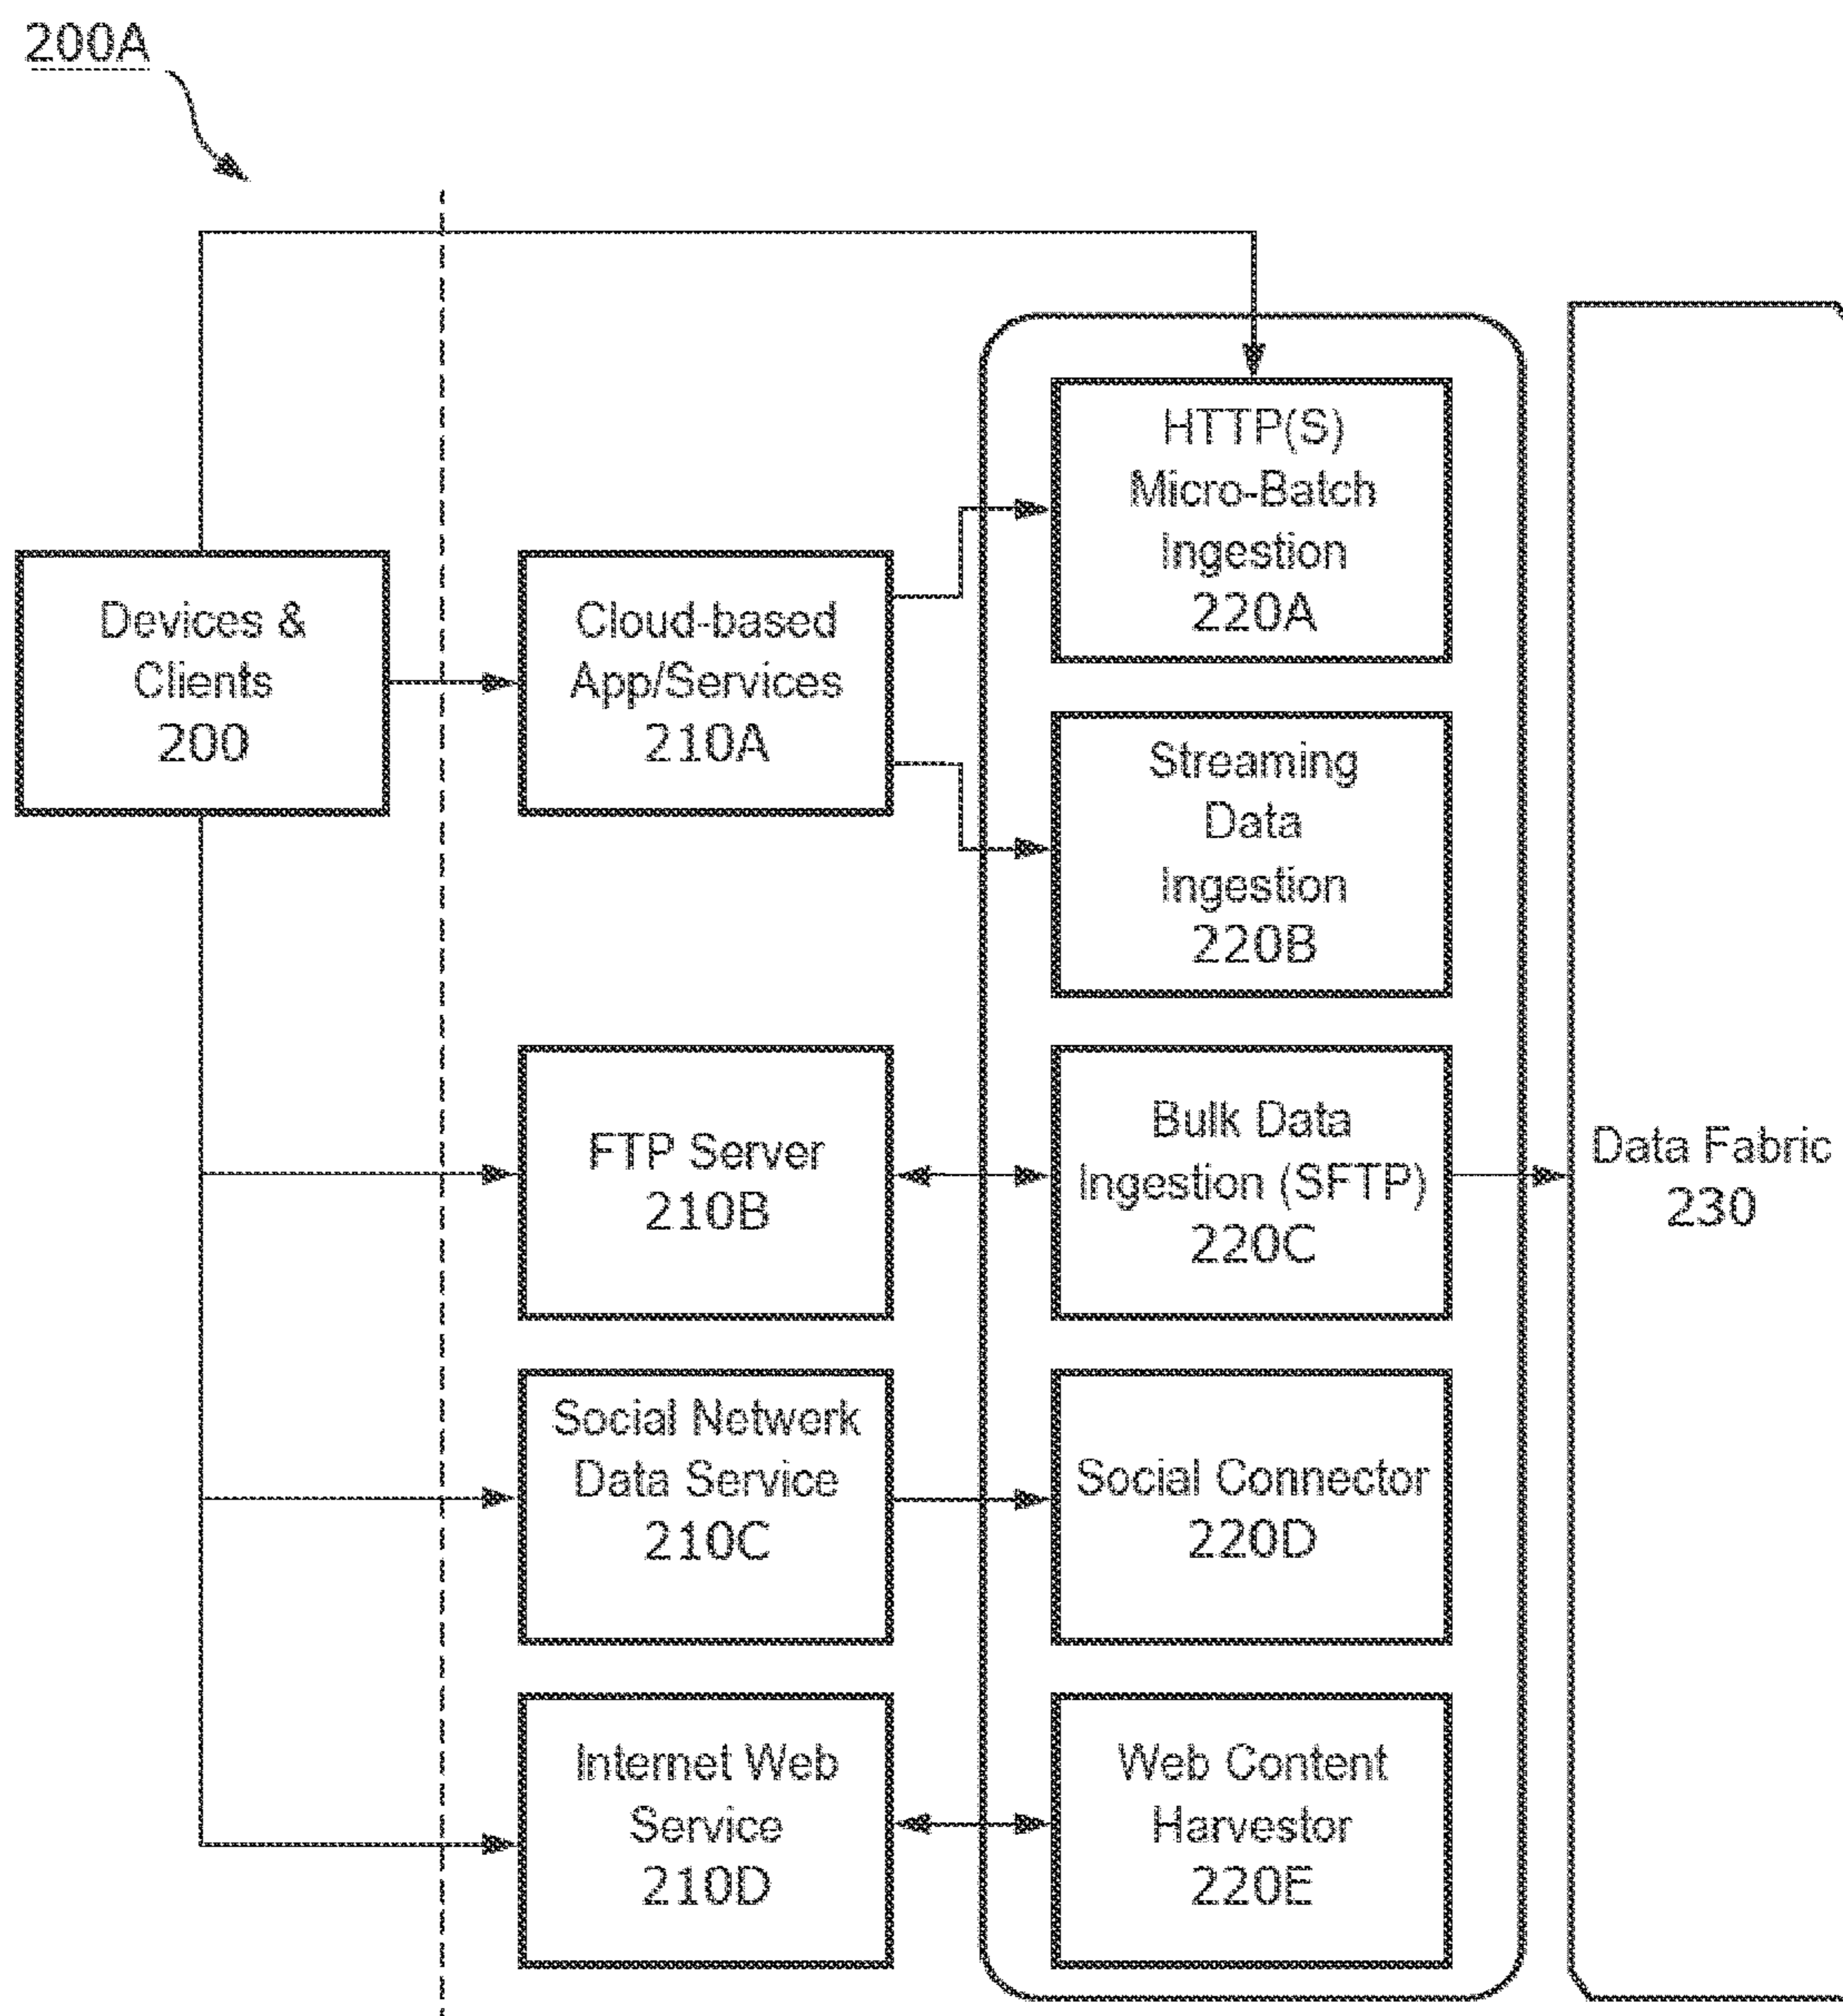 200A
Devices &
Clients
200
Cloud-based
App/Services
210A
HTTP(S)
Micro-Batch
Ingestion
220A
Streaming
Data
Ingestion
220B
FTP Server
210B
Bulk Data
Ingestion (SFTP)
220C
Data Fabric
230
Social Network
Data Service
210C
Social Connector
220D
Internet Web
Service
210D
Web Content
Harvestor
220E